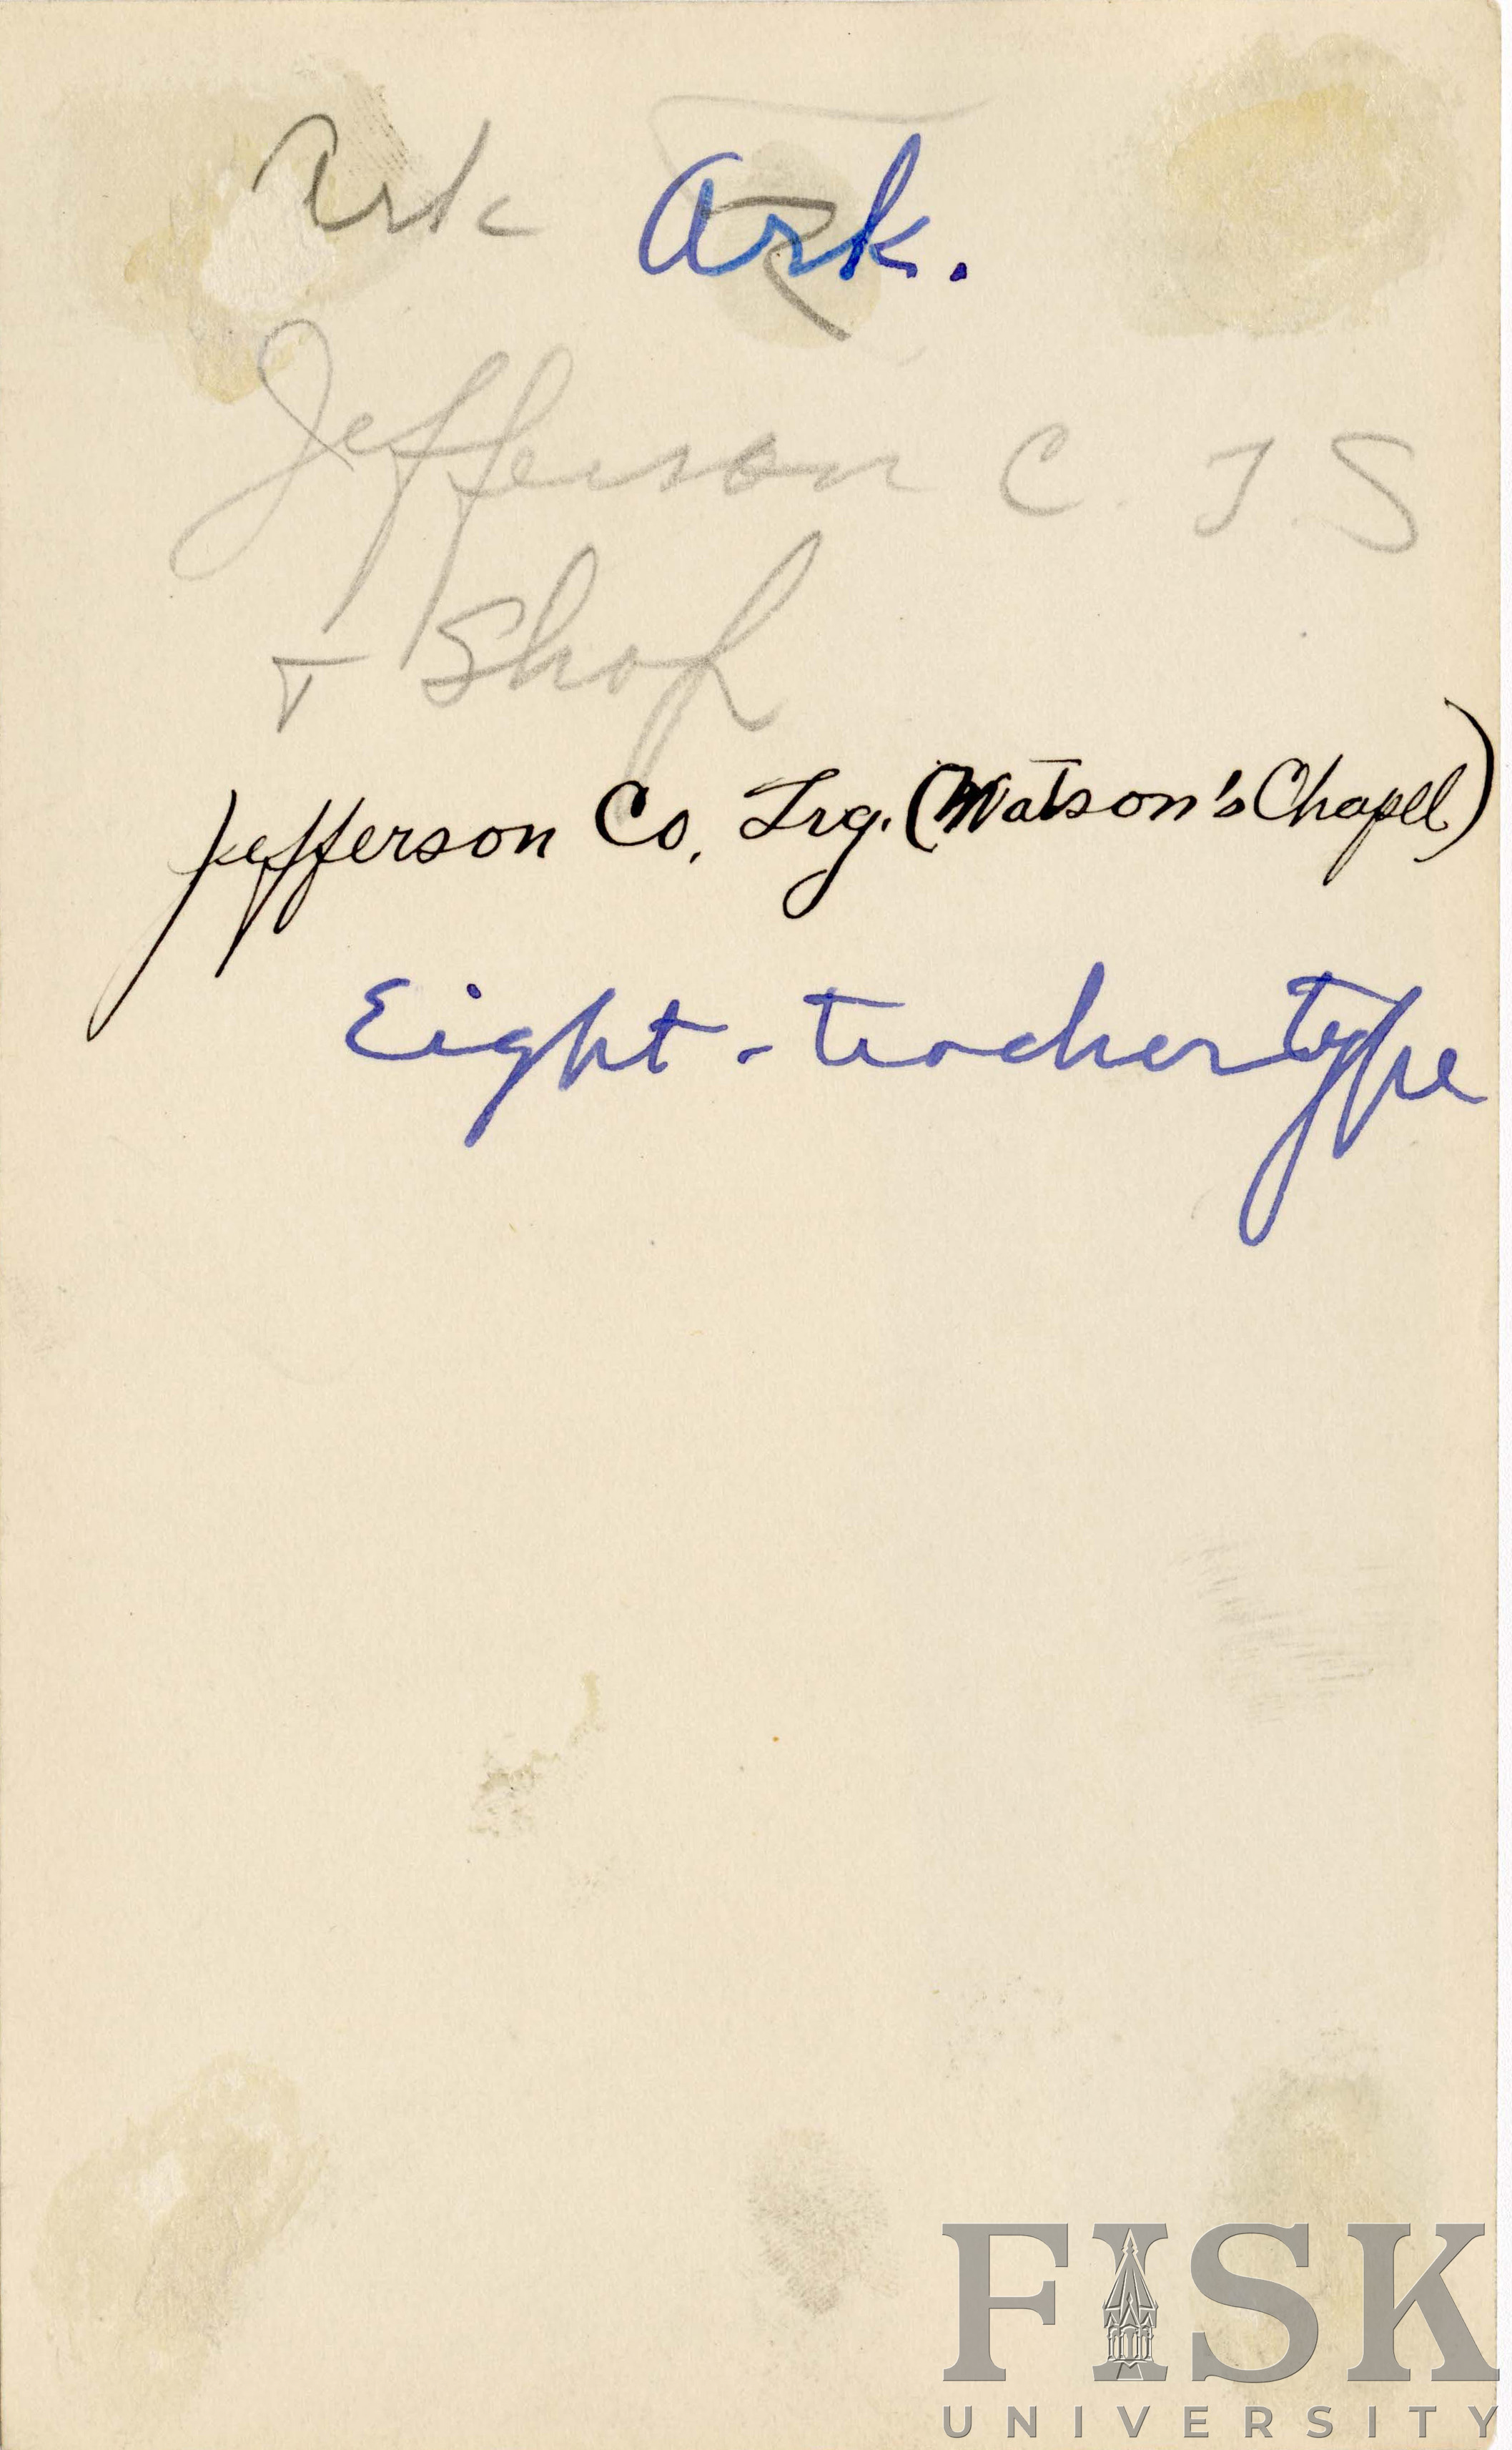 Ark Ark.
Jefferson C. T. S
+ Shop
Jefferson Co. Trg. (Watson's Chapel)
Eight-teacher type
FISK
UNIVERSITY